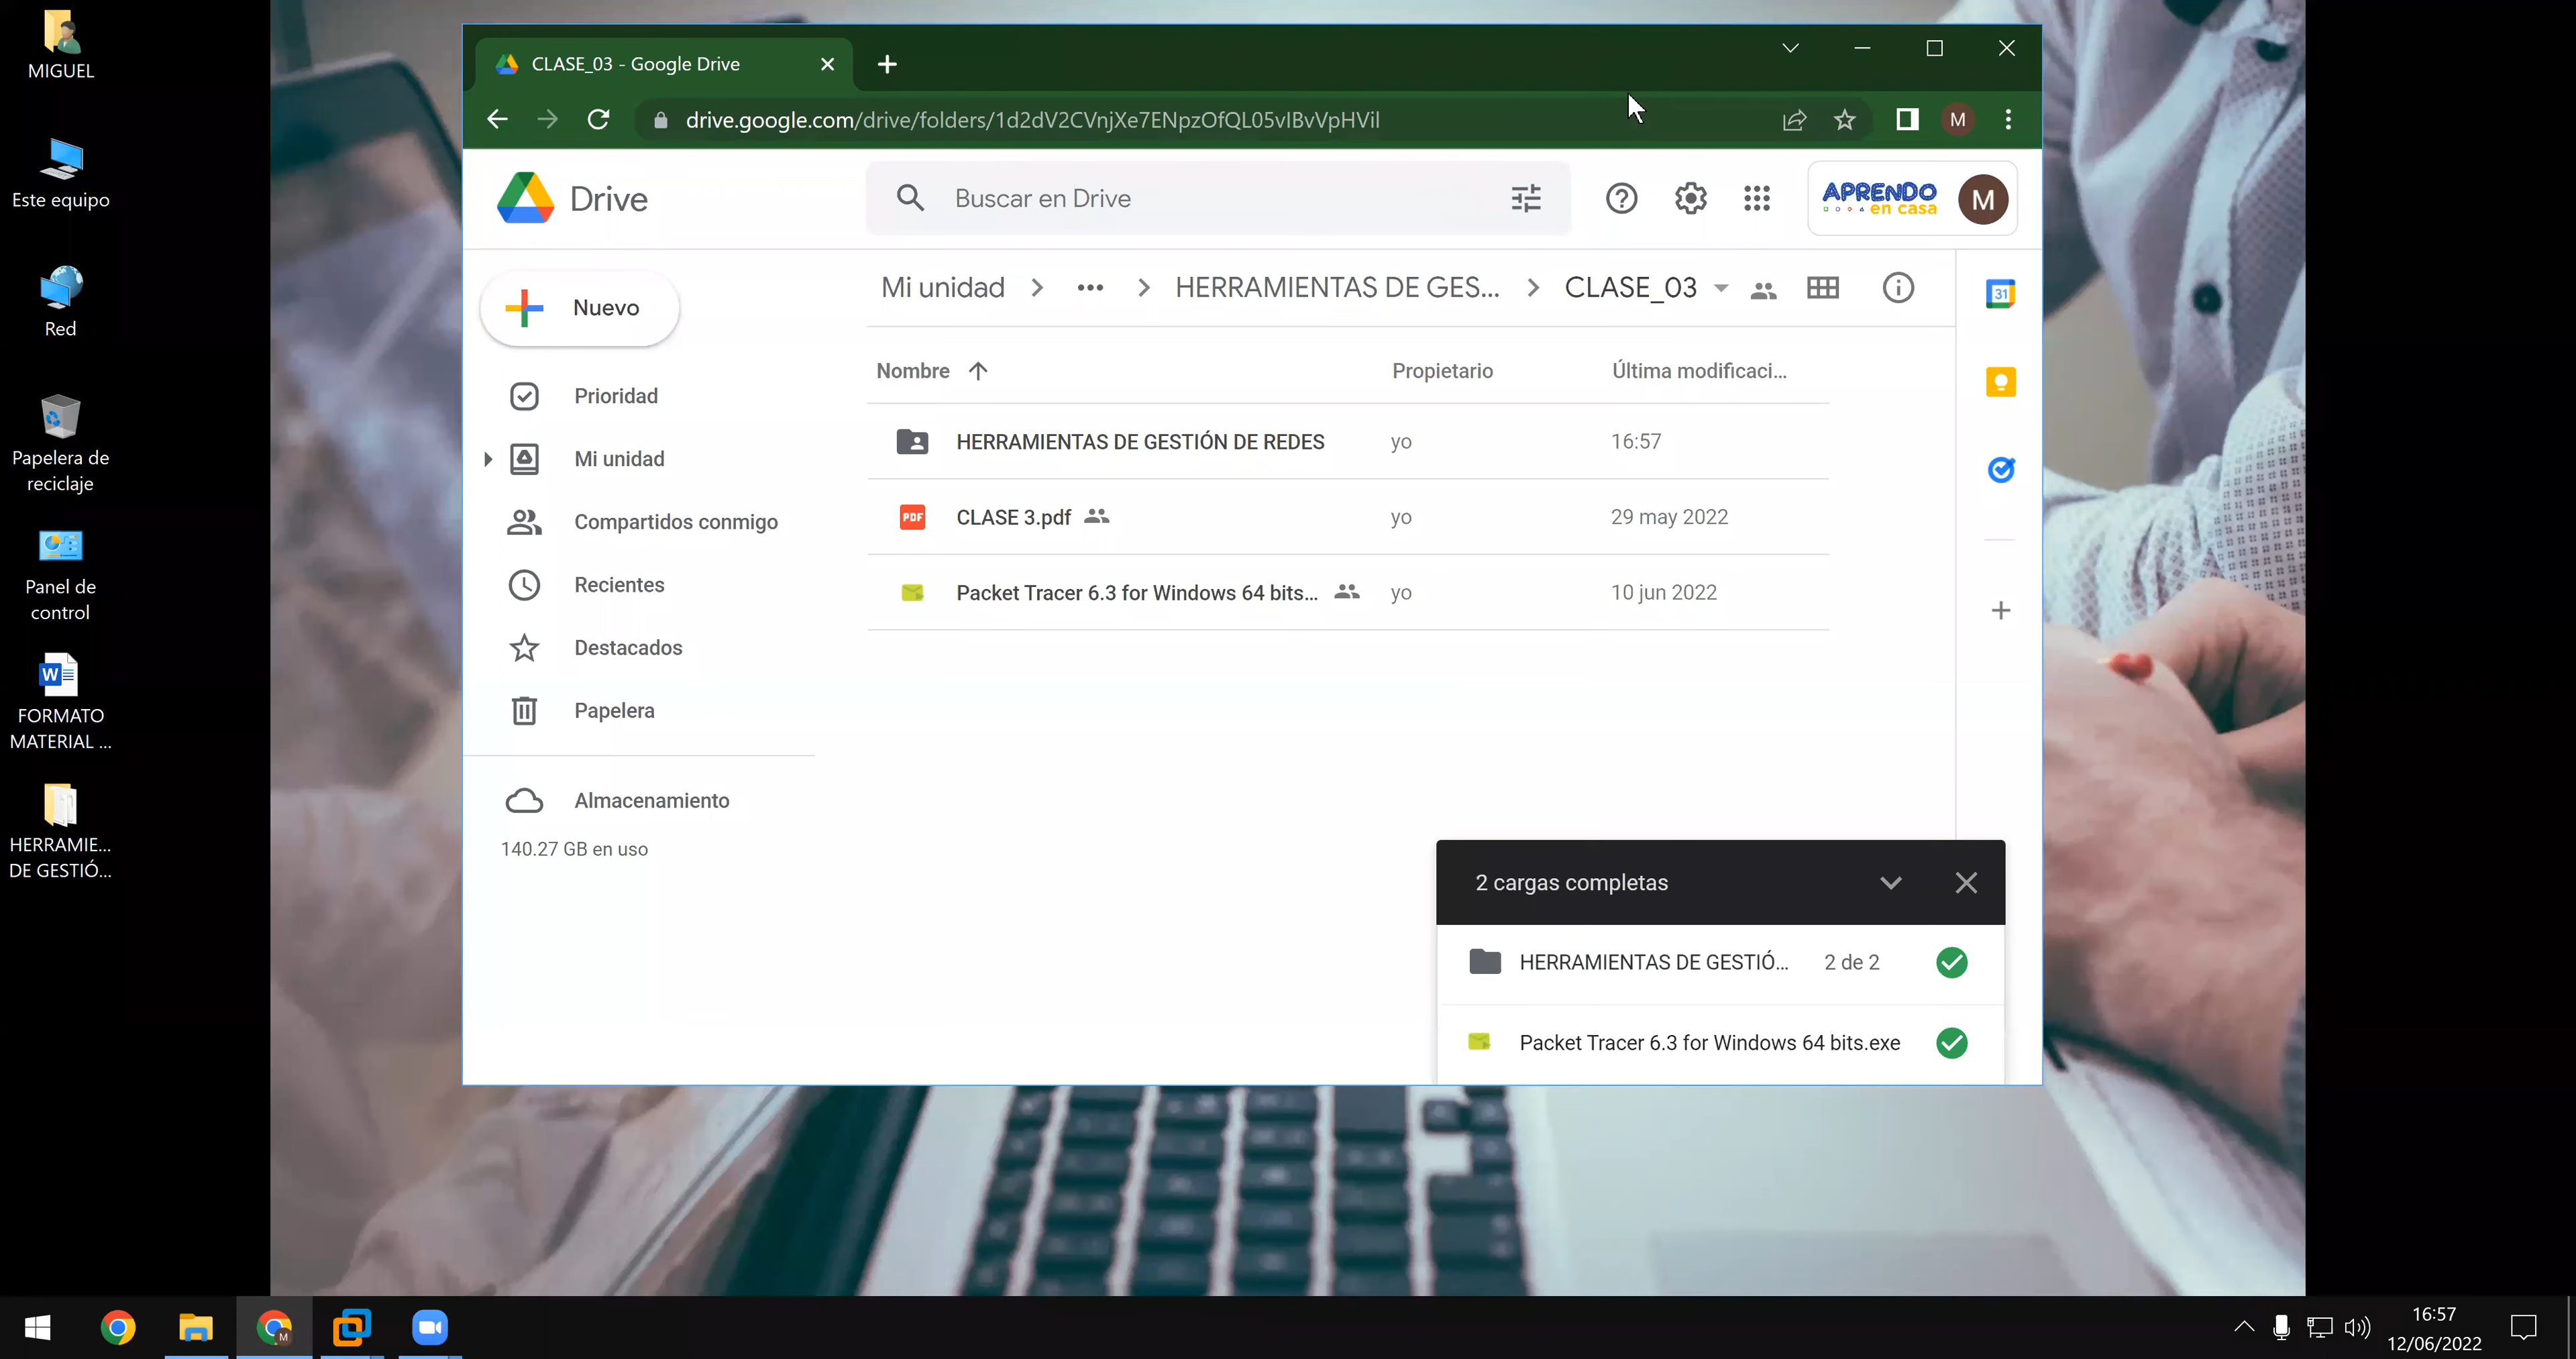 MIGUEL
Este equipo
Red
Papelera de
reciclaje
Panel de
control
FORMATO
MATERIAL ...
HERRAMIE...
DE GESTIÓ...
CLASE_03 - Google Drive
drive.google.com/drive/folders/1d2dV2CVnjXe7ENpzOfQL05vIBvVpHVil
M
Drive
Buscar en Drive
APRENDO
en casa
M
Nuevo
Mi unidad
HERRAMIENTAS DE GES...
CLASE_03
31
Prioridad
Mi unidad
Compartidos conmigo
Recientes
Destacados
Papelera
Almacenamiento
140.27 GB en uso
Nombre Propietario Última modificaci...
HERRAMIENTAS DE GESTIÓN DE REDES yo 16:57
PDF CLASE 3.pdf yo 29 may 2022
Packet Tracer 6.3 for Windows 64 bits... yo 10 jun 2022
2 cargas completas
HERRAMIENTAS DE GESTIÓ... 2 de 2
Packet Tracer 6.3 for Windows 64 bits.exe
M
16:57
12/06/2022